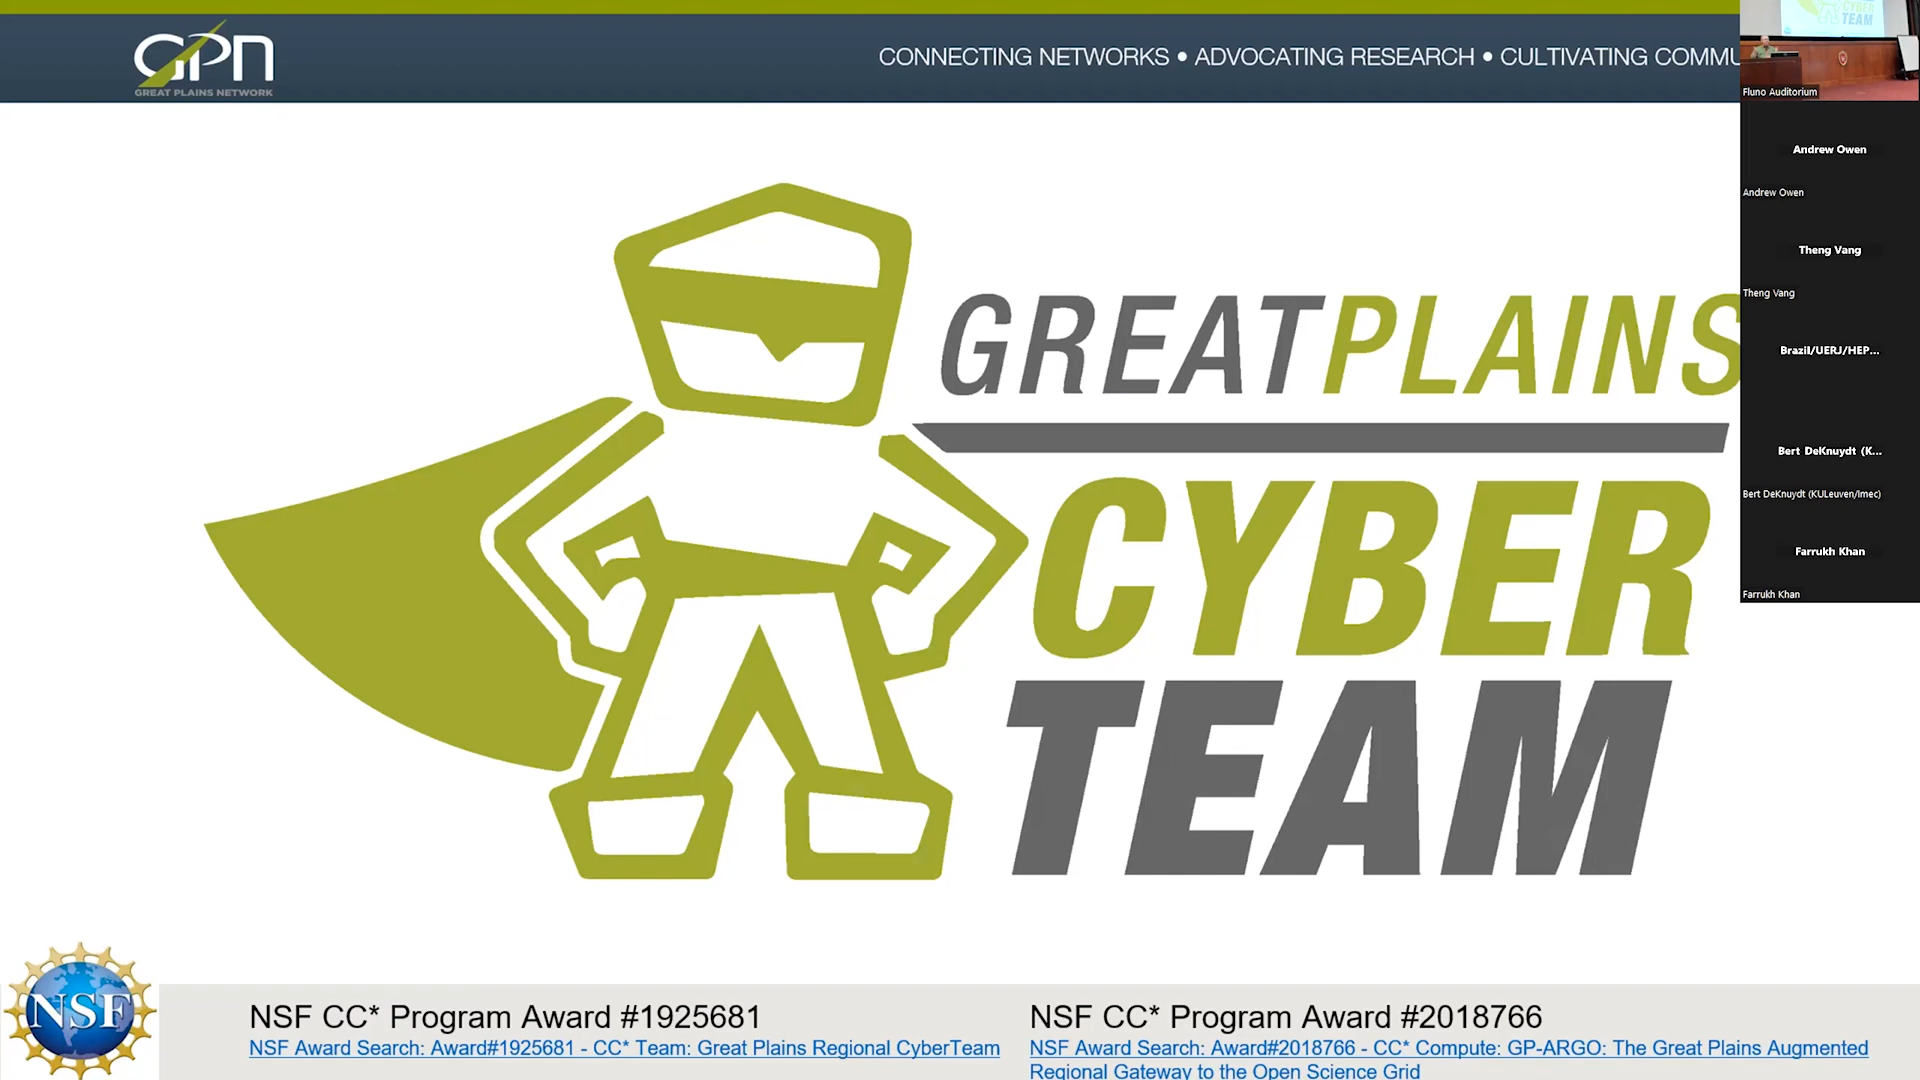 GPN
GREAT PLAINS NETWORK
CONNECTING NETWORKS • ADVOCATING RESEARCH • CULTIVATING COMMU
CYBER
TEAM
Fluno Auditorium
Andrew Owen
Andrew Owen
Theng Vang
Theng Vang
Brazil/UERJ/HEP...
Bert DeKnuydt (K...
Bert DeKnuydt (KULeuven/Imec)
Farrukh Khan
Farrukh Khan
GREATPLAINS
CYBER
TEAM
NSF
NSF CC* Program Award #1925681
NSF Award Search: Award#1925681 - CC* Team: Great Plains Regional CyberTeam
NSF CC* Program Award #2018766
NSF Award Search: Award#2018766 - CC* Compute: GP-ARGO: The Great Plains Augmented
Regional Gateway to the Open Science Grid